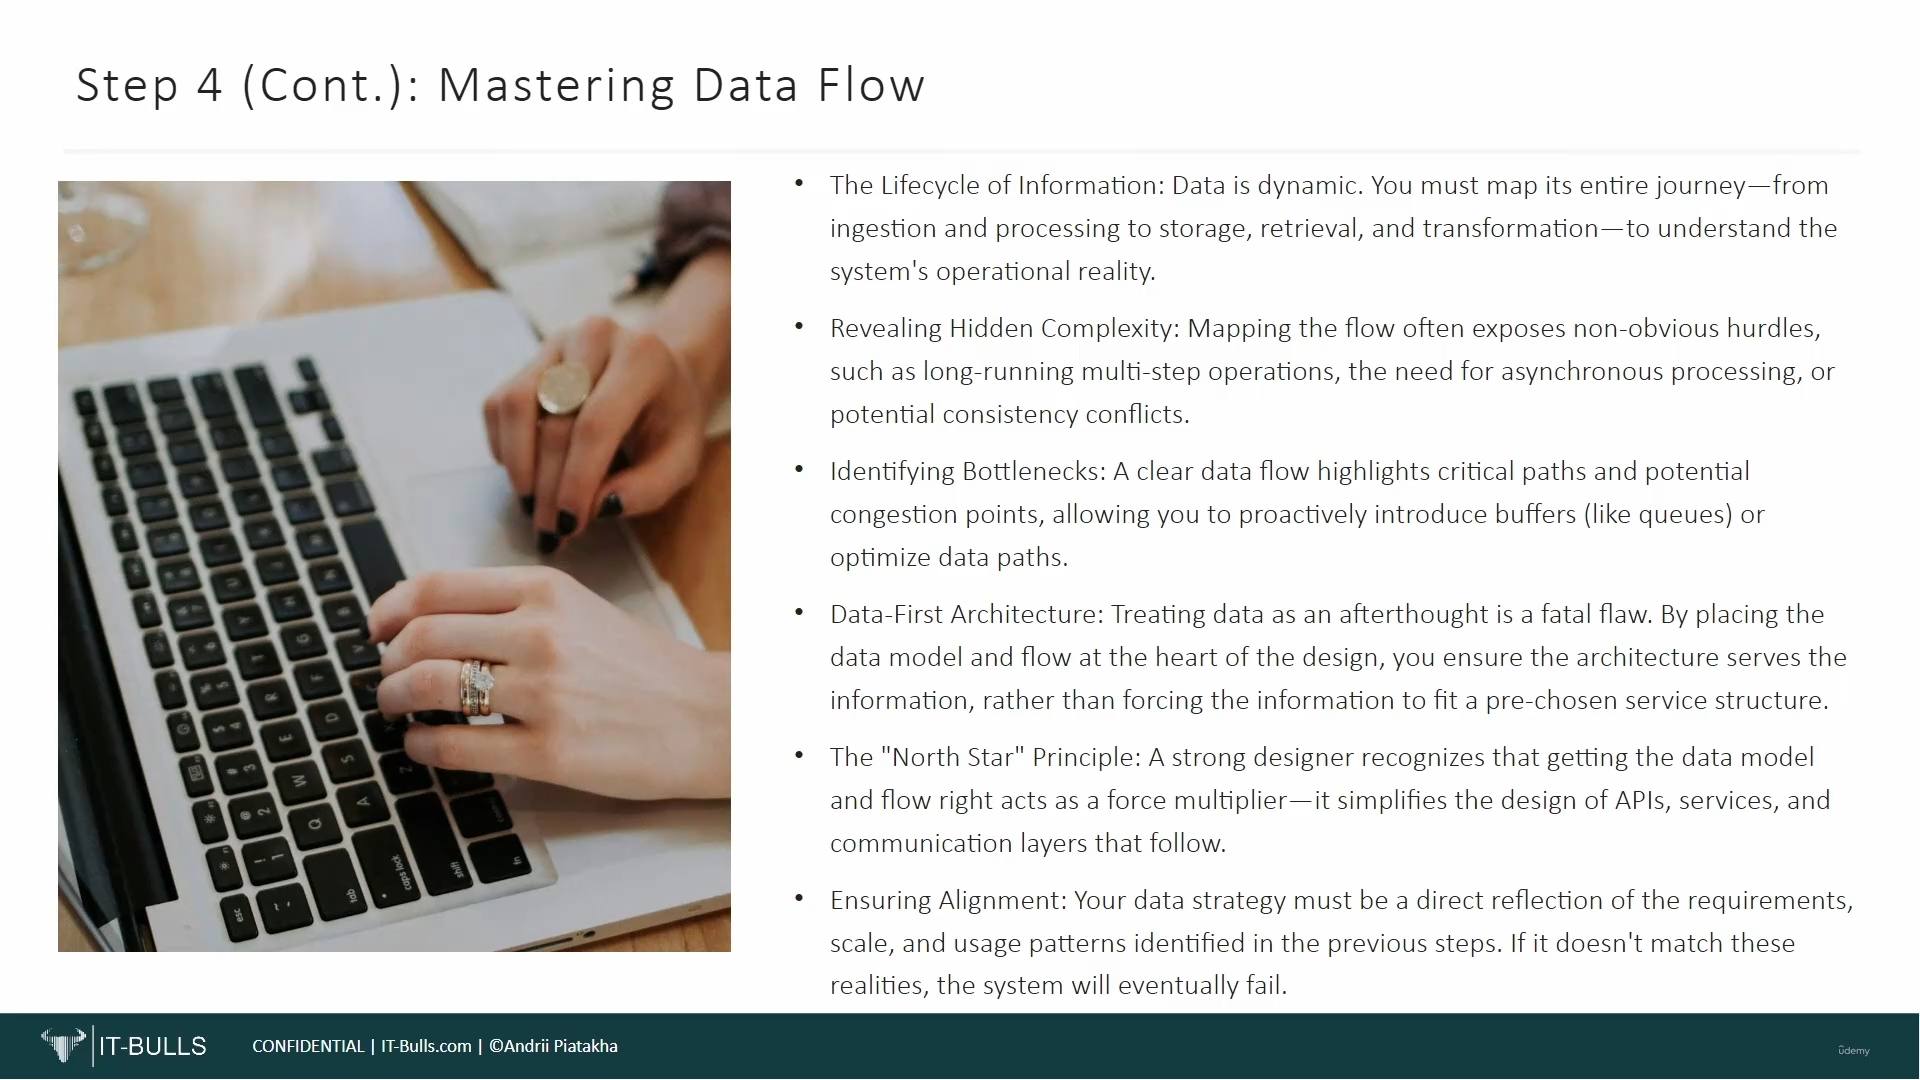 Step 4 (Cont.): Mastering Data Flow
• The Lifecycle of Information: Data is dynamic. You must map its entire journey—from
ingestion and processing to storage, retrieval, and transformation—to understand the
system's operational reality.
• Revealing Hidden Complexity: Mapping the flow often exposes non-obvious hurdles,
such as long-running multi-step operations, the need for asynchronous processing, or
potential consistency conflicts.
• Identifying Bottlenecks: A clear data flow highlights critical paths and potential
congestion points, allowing you to proactively introduce buffers (like queues) or
optimize data paths.
• Data-First Architecture: Treating data as an afterthought is a fatal flaw. By placing the
data model and flow at the heart of the design, you ensure the architecture serves the
information, rather than forcing the information to fit a pre-chosen service structure.
• The "North Star" Principle: A strong designer recognizes that getting the data model
and flow right acts as a force multiplier—it simplifies the design of APIs, services, and
communication layers that follow.
• Ensuring Alignment: Your data strategy must be a direct reflection of the requirements,
scale, and usage patterns identified in the previous steps. If it doesn't match these
realities, the system will eventually fail.
IT-BULLS
CONFIDENTIAL | IT-Bulls.com | ©Andrii Piatakha
udemy